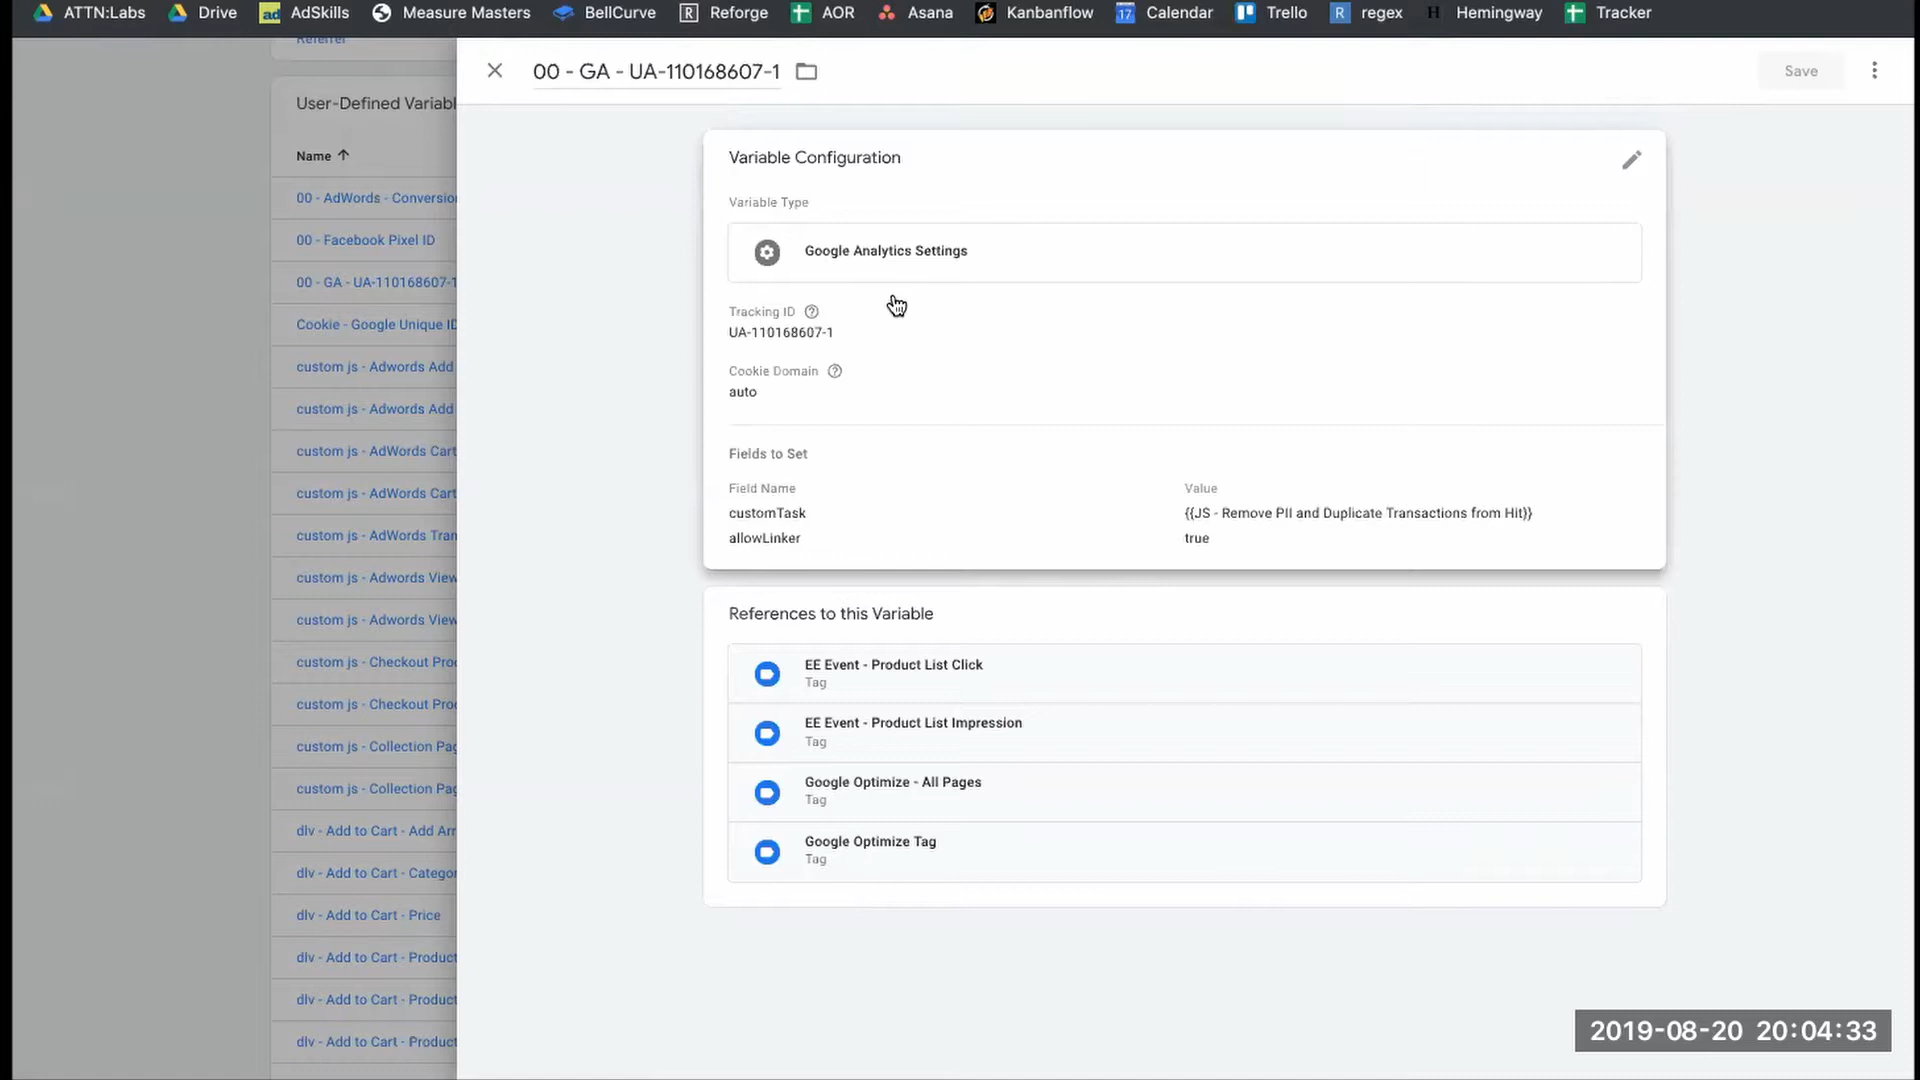 ATTN:Labs Drive AdSkills Measure Masters BellCurve Reforge AOR Asana Kanbanflow Calendar Trello regex Hemingway Tracker
Referrer
00 - GA - UA-110168607-1
Save
User-Defined Variabl
Name
00 - AdWords - Conversio
00 - Facebook Pixel ID
00 - GA - UA-110168607-1
Cookie - Google Unique ID
custom js - Adwords Add
custom js - Adwords Add
custom js - AdWords Cart
custom js - AdWords Cart
custom js - AdWords Tran
custom js - Adwords View
custom js - Adwords View
custom js - Checkout Pro
custom js - Checkout Pro
custom js - Collection Pag
custom js - Collection Pag
dlv - Add to Cart - Add Arr
dlv - Add to Cart - Categor
dlv - Add to Cart - Price
dlv - Add to Cart - Product
dlv - Add to Cart - Product
dlv - Add to Cart - Product
Variable Configuration
Variable Type
Google Analytics Settings
Tracking ID
UA-110168607-1
Cookie Domain
auto
Fields to Set
Field Name Value
customTask {{JS - Remove PII and Duplicate Transactions from Hit}}
allowLinker true
References to this Variable
EE Event - Product List Click
Tag
EE Event - Product List Impression
Tag
Google Optimize - All Pages
Tag
Google Optimize Tag
Tag
2019-08-20 20:04:33